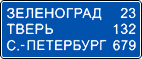 ЗЕЛЕНОГРАД 23
ТВЕРЬ 132
С.-ПЕТЕРБУРГ 679